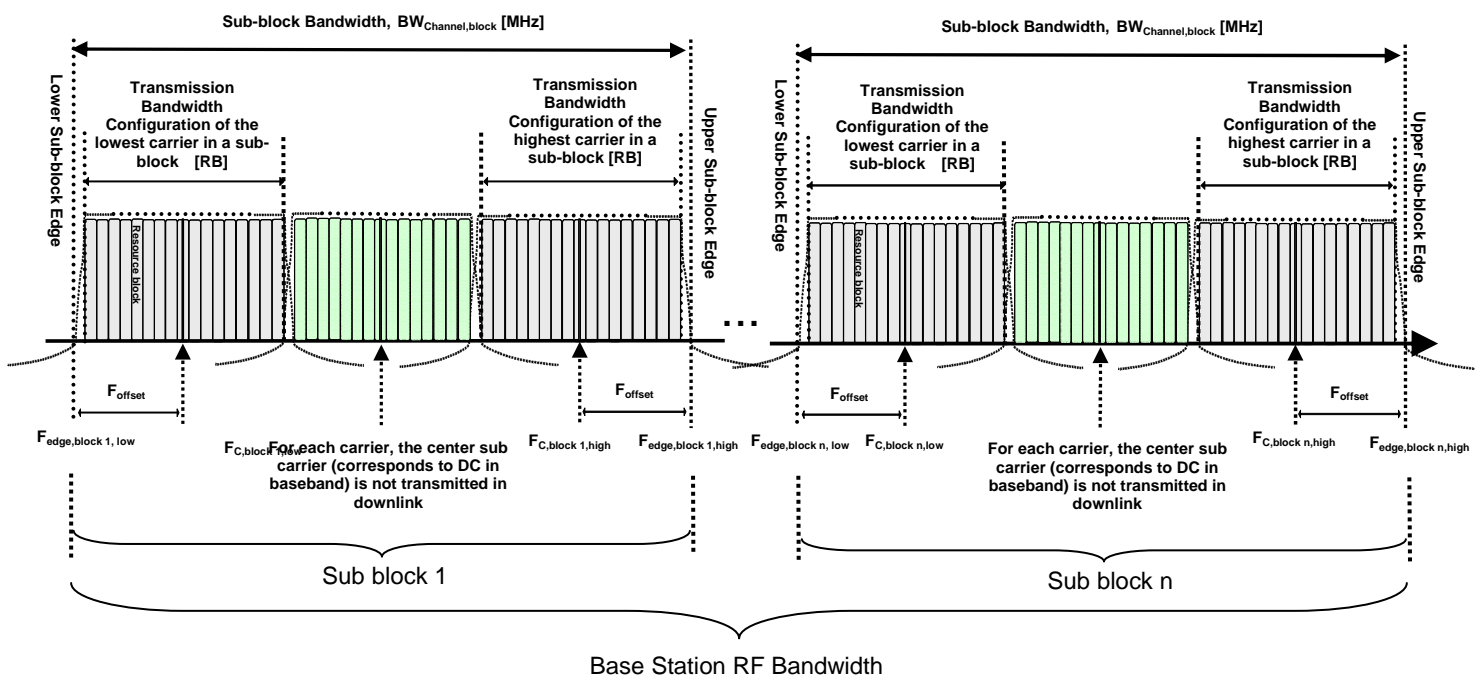 Sub-block Bandwidth, BWChannel,block [MHz]
Sub-block Bandwidth, BWChannel,block [MHz]
Lower Sub-block Edge
Transmission
Bandwidth
Configuration of the
lowest carrier in a sub-
block [RB]
Transmission
Bandwidth
Configuration of the
highest carrier in a
sub-block [RB]
Upper Sub-block Edge
Lower Sub-block Edge
Transmission
Bandwidth
Configuration of the
lowest carrier in
a sub-block [RB]
Transmission
Bandwidth
Configuration of the
highest carrier in a
sub-block [RB]
Upper Sub-block Edge
Resource block
...
Resource block
Foffset
Foffset
Foffset
Foffset
Fedge,block 1, low
FC,block 1,low
FC,block 1,high
Fedge,block 1,high
Fedge,block n, low
FC,block n,low
FC,block n,high
Fedge,block n,high
For each carrier, the center sub
carrier (corresponds to DC in
baseband) is not transmitted in
downlink
For each carrier, the center sub
carrier (corresponds to DC in
baseband) is not transmitted in
downlink
Sub block 1
Sub block n
Base Station RF Bandwidth